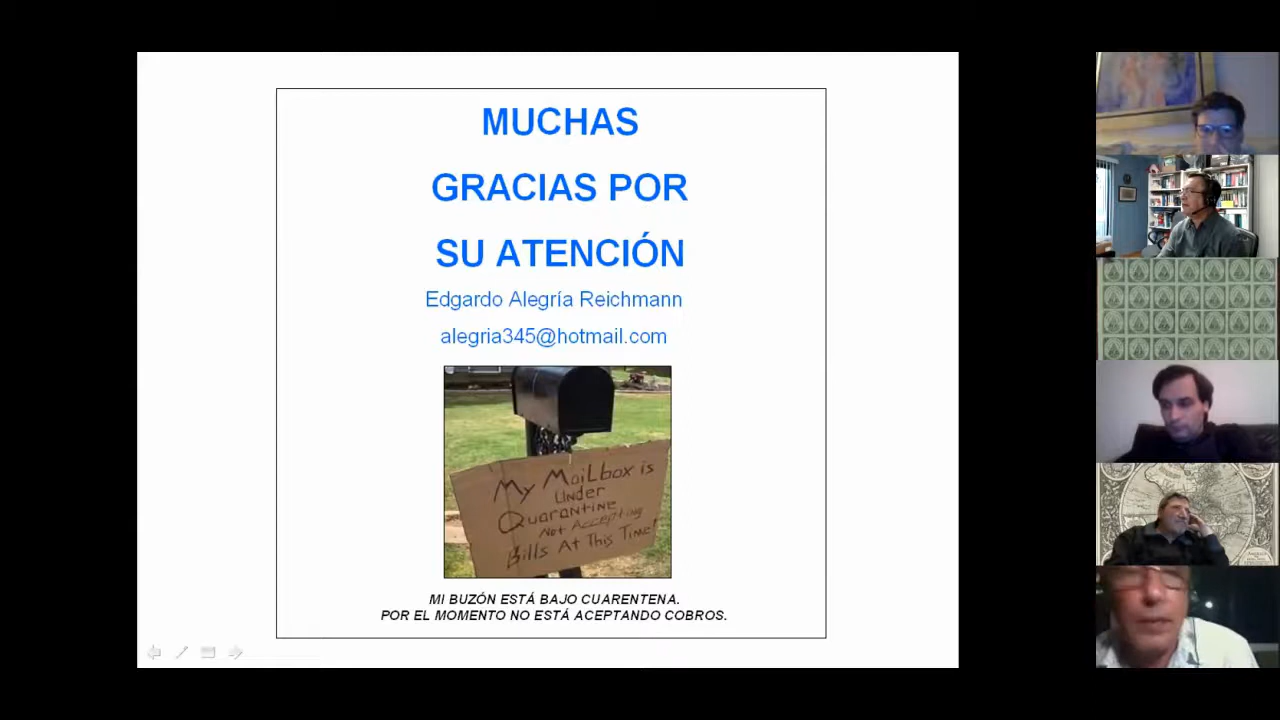 MUCHAS
GRACIAS POR
SU ATENCIÓN
Edgardo Alegría Reichmann
alegria345@hotmail.com
My MaiLbox is
Under
Quarantine
Not Accepting
Bills At This Time!
MI BUZÓN ESTÁ BAJO CUARENTENA.
POR EL MOMENTO NO ESTÁ ACEPTANDO COBROS.